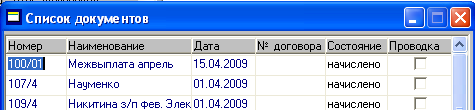 Список документов
Номер Наименование Дата № договора Состояние Проводка
100/01 Межвыплата апрель 15.04.2009 начислено
107/4 Науменко 01.04.2009 начислено
109/4 Никитина з/п фев. Элек 01.04.2009 начислено